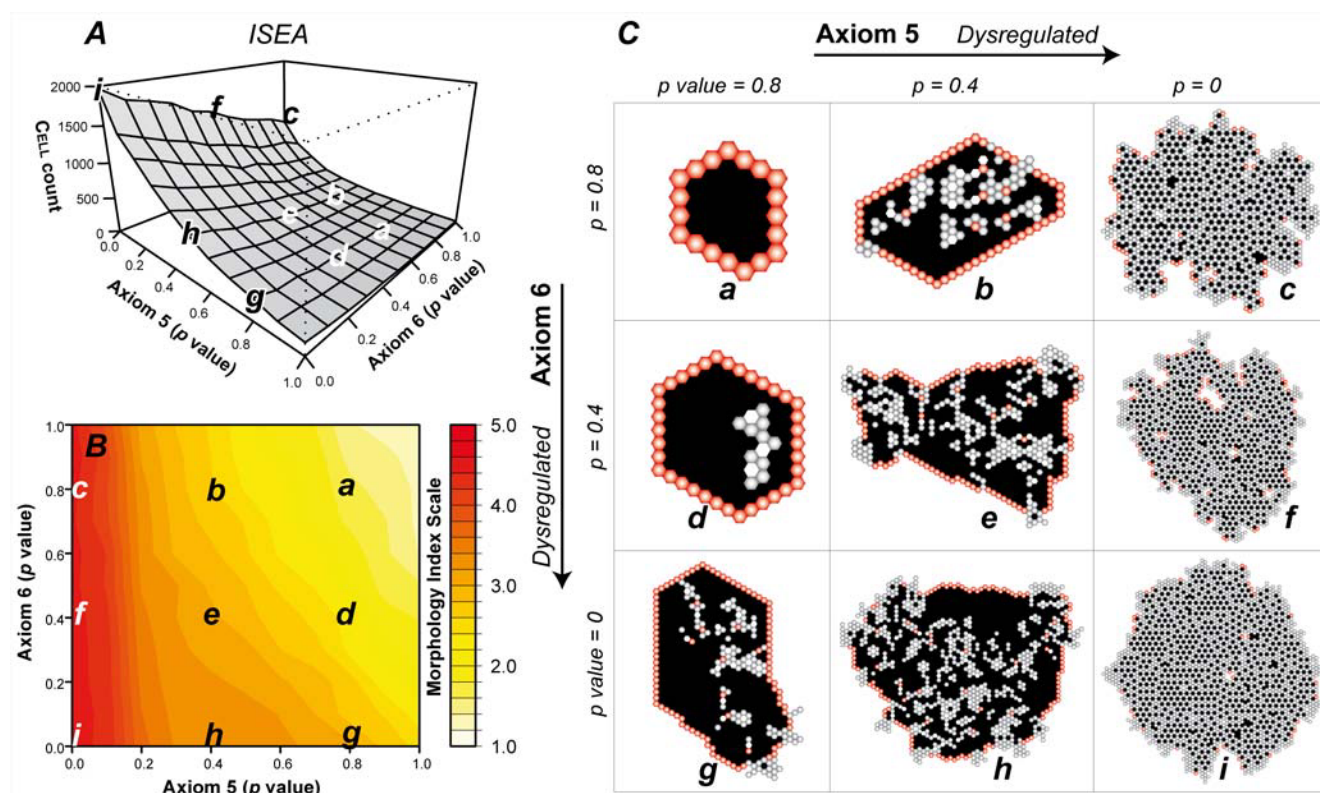 A
ISEA
2000
1500
1000
500
0
CELL count
i
f
c
b
e
a
d
h
g
0.0
0.2
0.4
0.6
0.8
1.0
Axiom 5 (p value)
0.0
0.2
0.4
0.6
0.8
1.0
Axiom 6 (p value)
B
1.0
0.8
0.6
0.4
0.2
0.0
Axiom 6 (p value)
c
b
a
f
e
d
i
h
g
0.0
0.2
0.4
0.6
0.8
1.0
Axiom 5 (p value)
5.0
4.0
3.0
2.0
1.0
Morphology Index Scale
C
Axiom 5 Dysregulated
p value = 0.8
p = 0.4
p = 0
Axiom 6
Dysregulated
p = 0.8
a
b
c
p = 0.4
d
e
f
p value = 0
g
h
i